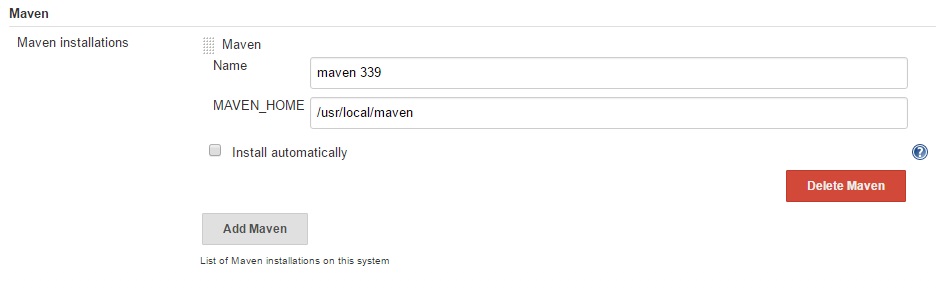 Maven
Maven installations
Maven
Name
maven 339
MAVEN_HOME
/usr/local/maven
Install automatically
?
Delete Maven
Add Maven
List of Maven installations on this system